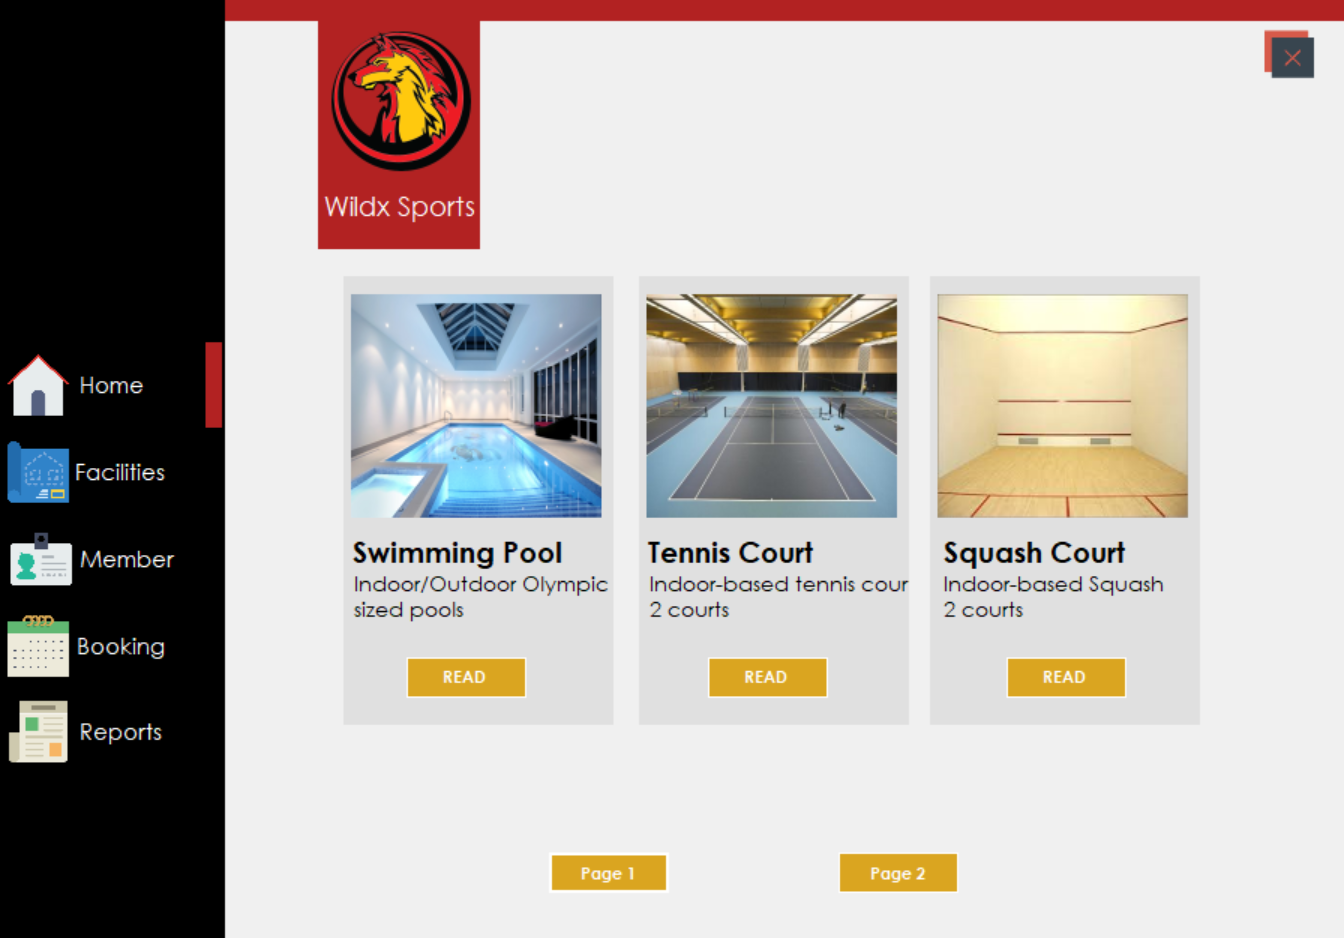 Wildx Sports
Home
Facilities
Member
Booking
Reports
Swimming Pool
Indoor/Outdoor Olympic
sized pools
READ
Tennis Court
Indoor-based tennis cour
2 courts
READ
Squash Court
Indoor-based Squash
2 courts
READ
Page 1
Page 2